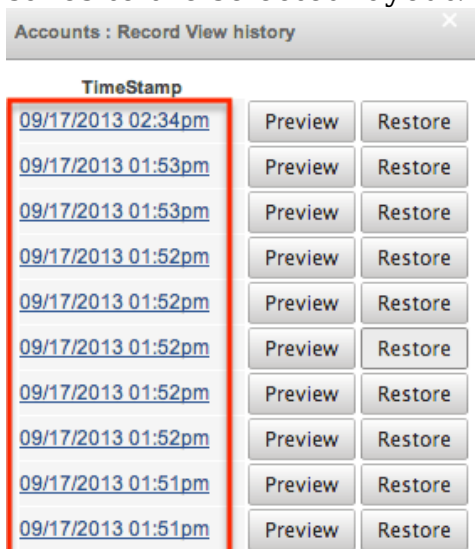 Accounts : Record View history
TimeStamp
09/17/2013 02:34pm Preview Restore
09/17/2013 01:53pm Preview Restore
09/17/2013 01:53pm Preview Restore
09/17/2013 01:52pm Preview Restore
09/17/2013 01:52pm Preview Restore
09/17/2013 01:52pm Preview Restore
09/17/2013 01:52pm Preview Restore
09/17/2013 01:52pm Preview Restore
09/17/2013 01:51pm Preview Restore
09/17/2013 01:51pm Preview Restore